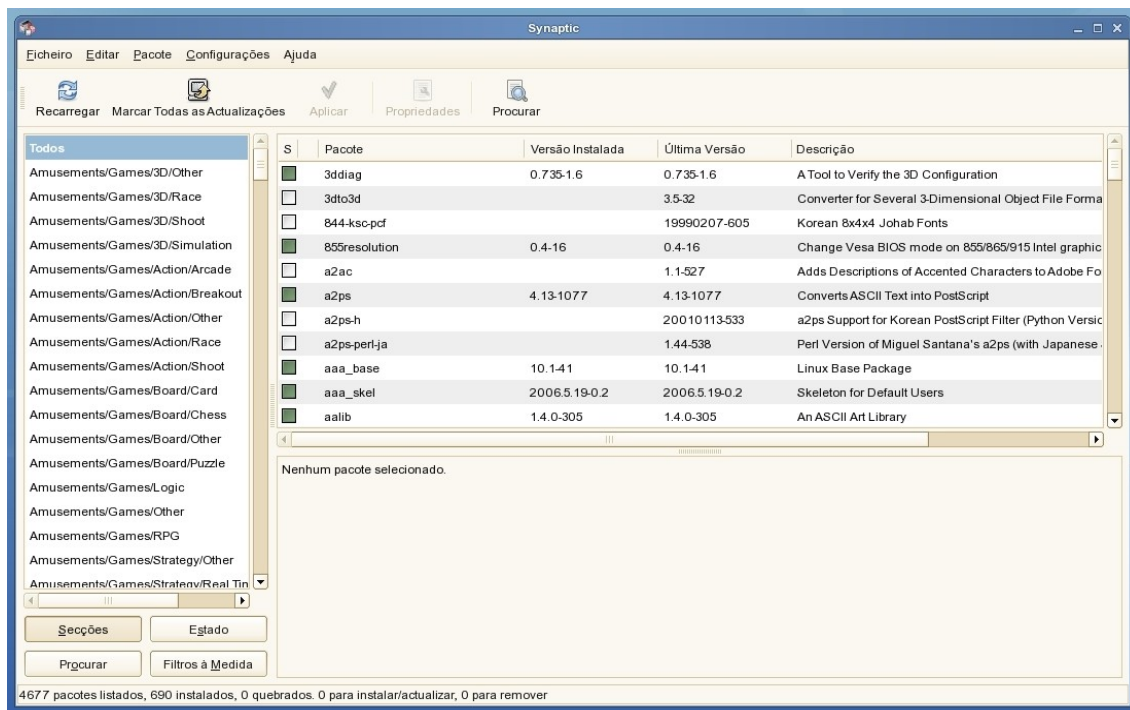 Synaptic
Ficheiro Editar Pacote Configurações Ajuda
Recarregar Marcar Todas as Actualizações Aplicar Propriedades Procurar
Todos
Amusements/Games/3D/Other
Amusements/Games/3D/Race
Amusements/Games/3D/Shoot
Amusements/Games/3D/Simulation
Amusements/Games/Action/Arcade
Amusements/Games/Action/Breakout
Amusements/Games/Action/Other
Amusements/Games/Action/Race
Amusements/Games/Action/Shoot
Amusements/Games/Board/Card
Amusements/Games/Board/Chess
Amusements/Games/Board/Other
Amusements/Games/Board/Puzzle
Amusements/Games/Logic
Amusements/Games/Other
Amusements/Games/RPG
Amusements/Games/Strategy/Other
Amusements/Games/Strategy/Real Tin
Secções Estado
Procurar Filtros à Medida
S Pacote Versão Instalada Última Versão Descrição
3ddiag 0.735-1.6 0.735-1.6 A Tool to Verify the 3D Configuration
3dto3d 3.5-32 Converter for Several 3-Dimensional Object File Forma
844-ksc-pcf 19990207-605 Korean 8x4x4 Johab Fonts
855resolution 0.4-16 0.4-16 Change Vesa BIOS mode on 855/865/915 Intel graphic
a2ac 1.1-527 Adds Descriptions of Accented Characters to Adobe Fo
a2ps 4.13-1077 4.13-1077 Converts ASCII Text into PostScript
a2ps-h 20010113-533 a2ps Support for Korean PostScript Filter (Python Versic
a2ps-perl-ja 1.44-538 Perl Version of Miguel Santana's a2ps (with Japanese
aaa_base 10.1-41 10.1-41 Linux Base Package
aaa_skel 2006.5.19-0.2 2006.5.19-0.2 Skeleton for Default Users
aalib 1.4.0-305 1.4.0-305 An ASCII Art Library
Nenhum pacote selecionado.
4677 pacotes listados, 690 instalados, 0 quebrados. 0 para instalar/actualizar, 0 para remover